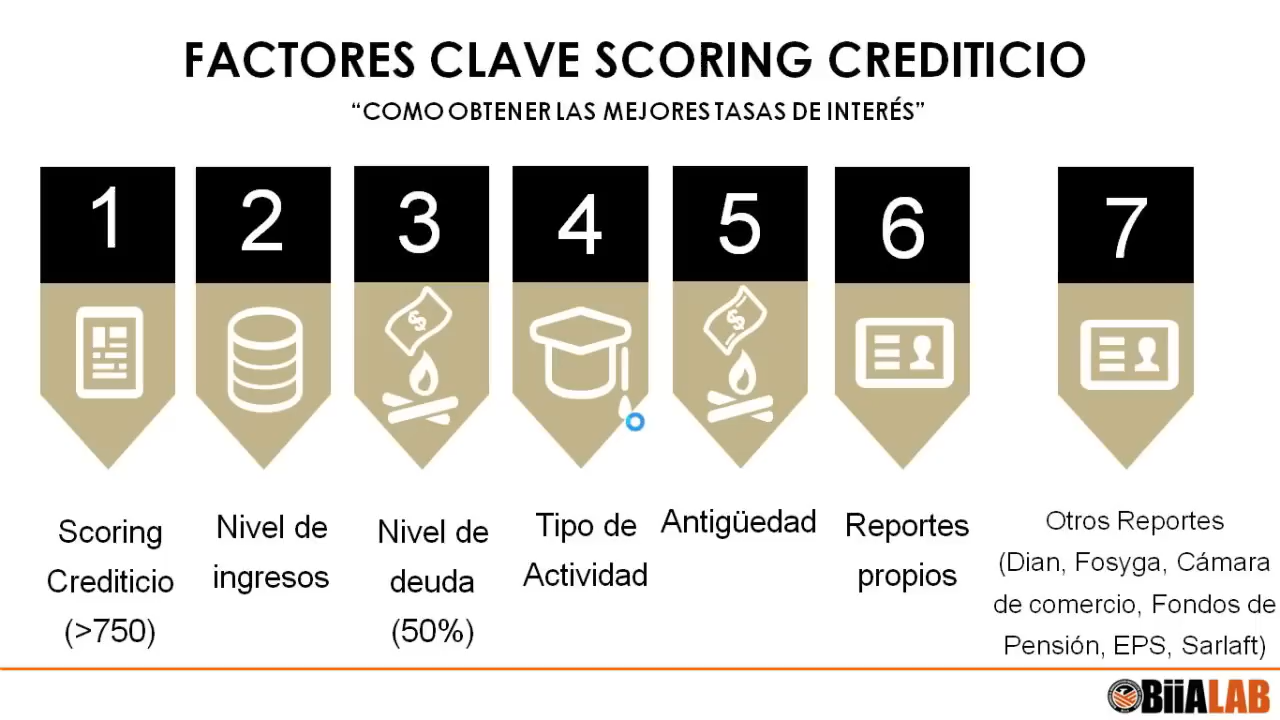 FACTORES CLAVE SCORING CREDITICIO
“COMO OBTENER LAS MEJORES TASAS DE INTERÉS”
1
2
3
4
5
6
7
$
$
Scoring
Crediticio
(>750)
Nivel de
ingresos
Nivel de
deuda
(50%)
Tipo de
Actividad
Antigüedad
Reportes
propios
Otros Reportes
(Dian, Fosyga, Cámara
de comercio, Fondos de
Pensión, EPS, Sarlaft)
BiiALAB